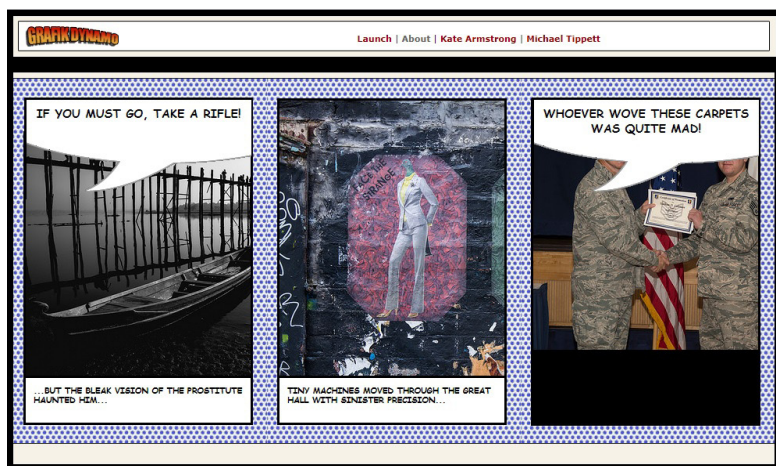 GRAFIK DYNAMO
Launch | About | Kate Armstrong | Michael Tippett
IF YOU MUST GO, TAKE A RIFLE!
...BUT THE BLEAK VISION OF THE PROSTITUTE
HAUNTED HIM...
FACE THE
STRANGE
TINY MACHINES MOVED THROUGH THE GREAT
HALL WITH SINISTER PRECISION...
WHOEVER WOVE THESE CARPETS
WAS QUITE MAD!